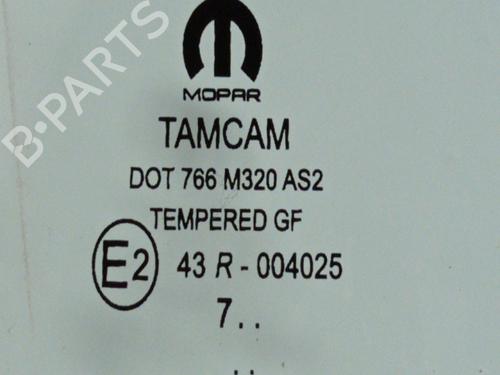 B-PARTS
MOPAR
TAMCAM
DOT 766 M320 AS2
TEMPERED GF
E2 43 R - 004025
7 . .
. .